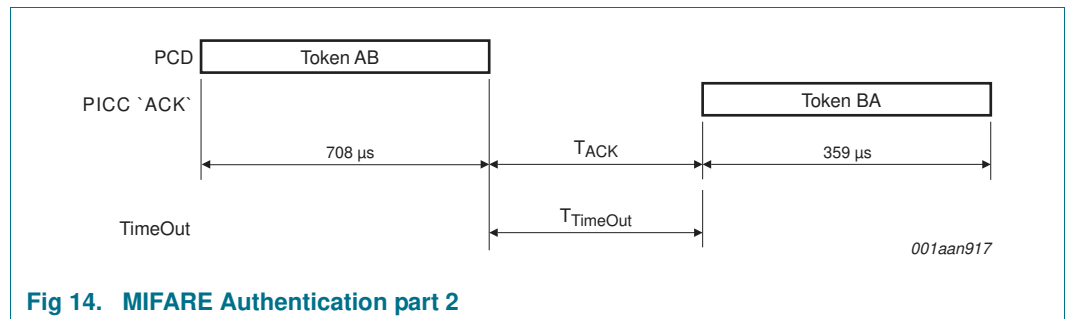 PCD Token AB
PICC `ACK` Token BA
708 µs TACK 359 µs
TimeOut TTimeOut
001aan917
Fig 14. MIFARE Authentication part 2